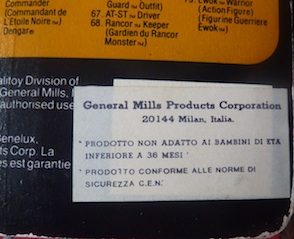 Commander
(Commandant de
L'Étoile Noire™)
Dengar™
Guard™ Outfit)
67. AT-ST™ Driver
68. Rancor™ Keeper
(Gardien du Rancor
Monster™)
Ewok™ Warrior
(Action Figure)
(Figurine Guerrière
Ewok™)
alitoy Division of
General Mills,
authorised use
Benelux,
ts Corp. La
es est garantie
General Mills Products Corporation
20144 Milan, Italia.
* PRODOTTO NON ADATTO AI BAMBINI DI ETA
INFERIORE A 36 MESI
* PRODOTTO CONFORME ALLE NORME DI
SICUREZZA C.E.N.